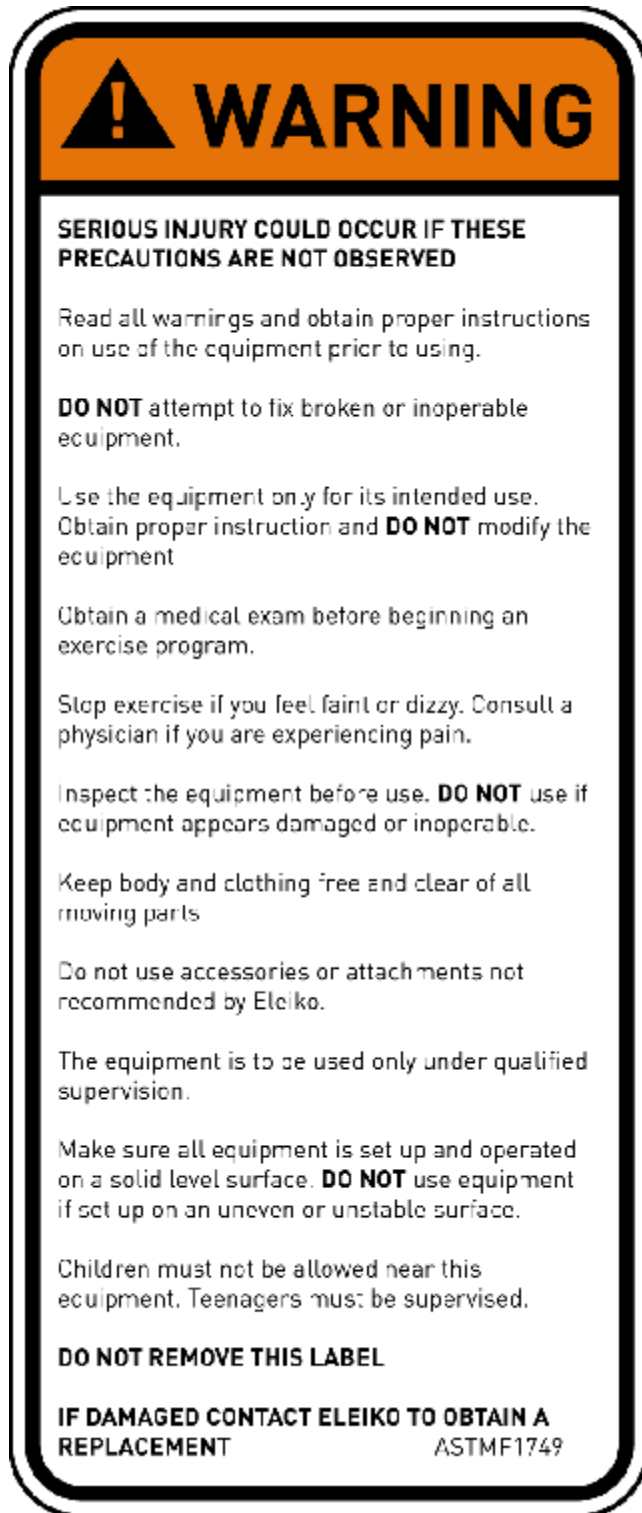 WARNING
SERIOUS INJURY COULD OCCUR IF THESE
PRECAUTIONS ARE NOT OBSERVED
Read all warnings and obtain proper instructions
on use of the equipment prior to using.
DO NOT attempt to fix broken or inoperable
equipment.
Use the equipment only for its intended use.
Obtain proper instruction and DO NOT modify the
equipment
Obtain a medical exam before beginning an
exercise program.
Stop exercise if you feel faint or dizzy. Consult a
physician if you are experiencing pain.
Inspect the equipment before use. DO NOT use if
equipment appears damaged or inoperable.
Keep body and clothing free and clear of all
moving parts
Do not use accessories or attachments not
recommended by Eleiko.
The equipment is to be used only under qualified
supervision.
Make sure all equipment is set up and operated
on a solid level surface. DO NOT use equipment
if set up on an uneven or unstable surface.
Children must not be allowed near this
equipment. Teenagers must be supervised.
DO NOT REMOVE THIS LABEL
IF DAMAGED CONTACT ELEIKO TO OBTAIN A
REPLACEMENT ASTMF1749